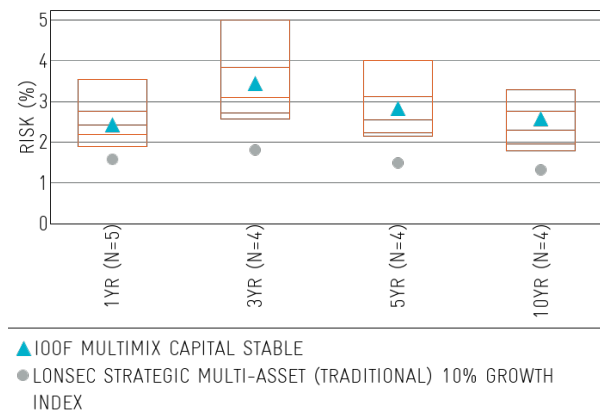 5
4
3
2
1
0
RISK (%)
1YR (N=5)
3YR (N=4)
5YR (N=4)
10YR (N=4)
IOOF MULTIMIX CAPITAL STABLE
LONSEC STRATEGIC MULTI-ASSET (TRADITIONAL) 10% GROWTH
INDEX